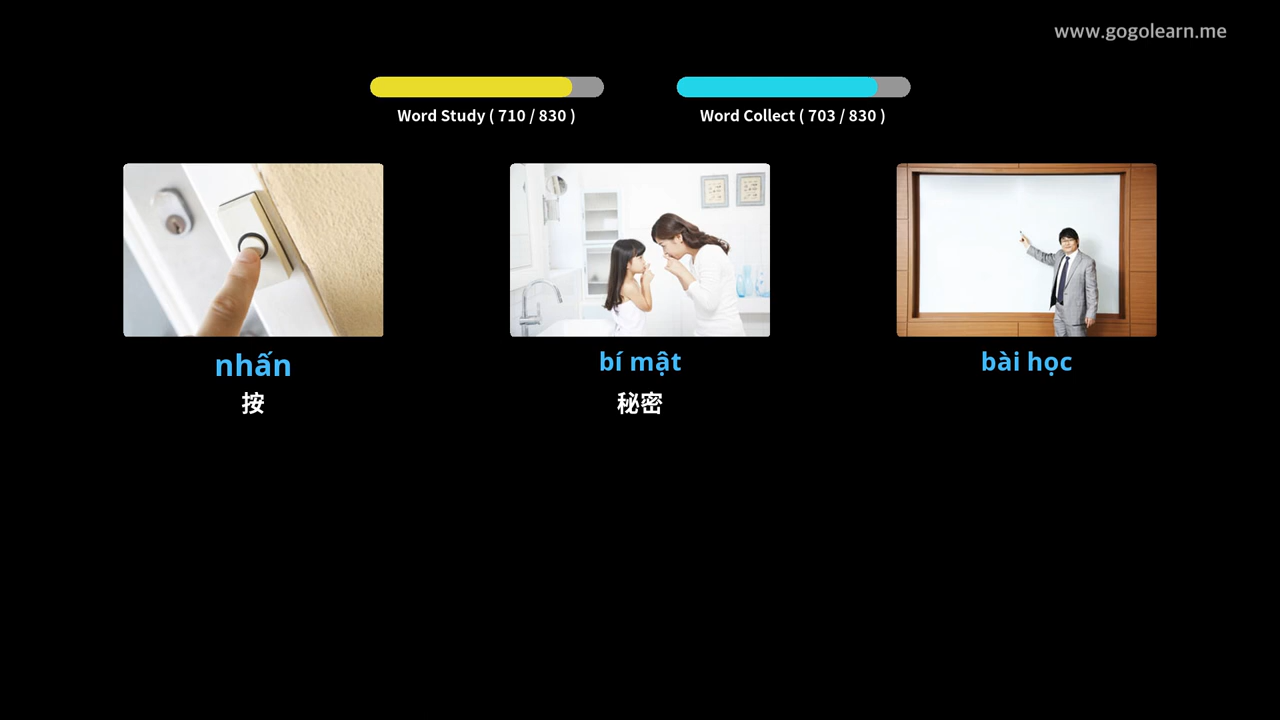 www.gogolearn.me
Word Study ( 710 / 830 )
Word Collect ( 703 / 830 )
nhấn
按
bí mật
秘密
bài học